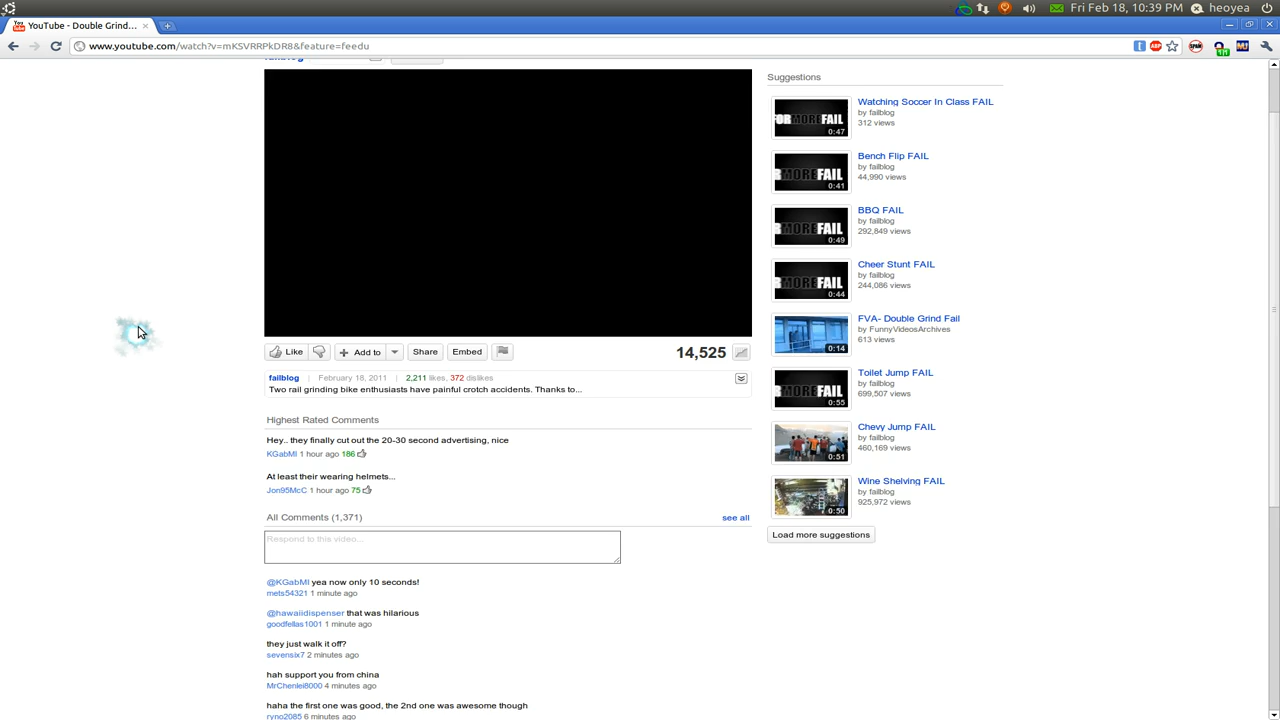 Fri Feb 18, 10:39 PM heoyea
You Tube YouTube - Double Grind...
www.youtube.com/watch?v=mKSVRRPkDR8&feature=feedu
failblog
Suggestions
Watching Soccer In Class FAIL
by failblog
312 views
ORMOREFAIL
0:47
Bench Flip FAIL
by failblog
44,990 views
RMOREFAIL
0:41
BBQ FAIL
by failblog
292,849 views
RMOREFAIL
0:49
Cheer Stunt FAIL
by failblog
244,086 views
RMOREFAIL
0:44
FVA- Double Grind Fail
by FunnyVideosArchives
613 views
0:14
Toilet Jump FAIL
by failblog
699,507 views
RMOREFAIL
0:55
Chevy Jump FAIL
by failblog
460,169 views
0:51
Wine Shelving FAIL
by failblog
925,972 views
0:50
Load more suggestions
Like Add to Share Embed 14,525
failblog | February 18, 2011 | 2,211 likes, 372 dislikes
Two rail grinding bike enthusiasts have painful crotch accidents. Thanks to...
Highest Rated Comments
Hey.. they finally cut out the 20-30 second advertising, nice
KGabMI 1 hour ago 186
At least their wearing helmets...
Jon95McC 1 hour ago 75
All Comments (1,371) see all
Respond to this video...
@KGabMI yea now only 10 seconds!
mets54321 1 minute ago
@hawaiidispenser that was hilarious
goodfellas1001 1 minute ago
they just walk it off?
sevensix7 2 minutes ago
hah support you from china
MrChenlei8000 4 minutes ago
haha the first one was good, the 2nd one was awesome though
ryno2085 6 minutes ago